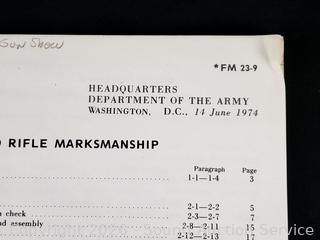 Gun Show
*FM 23-9
HEADQUARTERS
DEPARTMENT OF THE ARMY
WASHINGTON, D.C., 14 June 1974
RIFLE MARKSMANSHIP
Paragraph Page
1-1—1-4 3
2-1—2-2 5
check 2-3—2-7 7
nd assembly 2-8—2-11 15
2-12—2-13 17